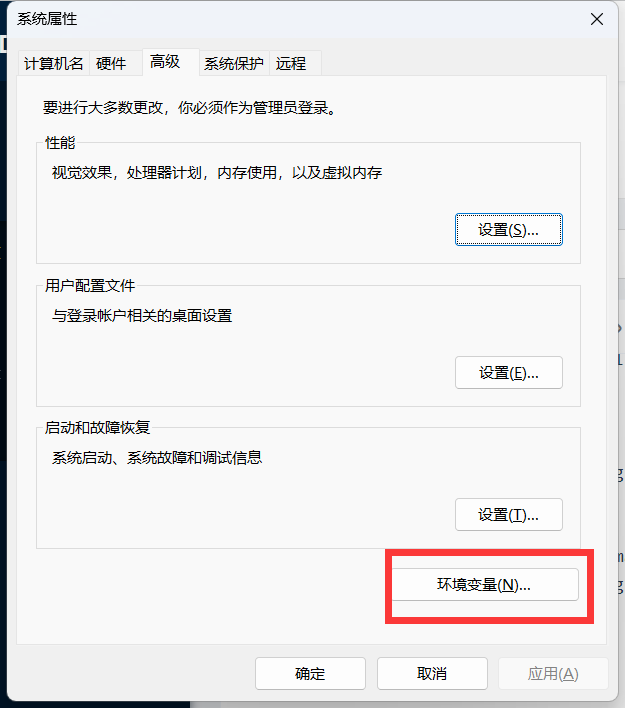 系统属性
计算机名 硬件 高级 系统保护 远程
要进行大多数更改，你必须作为管理员登录。
性能
视觉效果，处理器计划，内存使用，以及虚拟内存
设置(S)...
用户配置文件
与登录帐户相关的桌面设置
设置(E)...
启动和故障恢复
系统启动、系统故障和调试信息
设置(T)...
环境变量(N)...
确定 取消 应用(A)